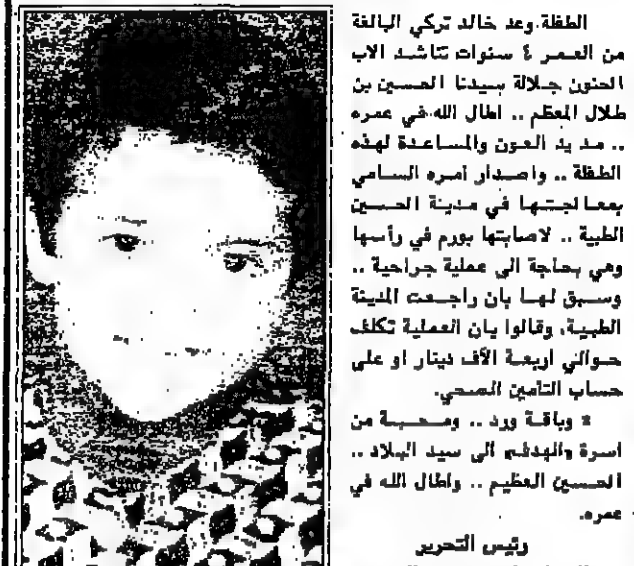 الطفلة وعد خالد تركي البالغة
من العمر ٤ سنوات تناشد الاب
الحنون جلالة سيدنا الحسين بن
طلال المعظم .. اطال الله في عمره
.. مد يد العون والمساعدة لهذه
الطفلة .. واصدار امره السامي
بمعالجتها في مدينة الحسين
الطبية .. لاصابتها بورم في رأسها
وهي بحاجة الى عملية جراحية ..
وسبق لها بان راجعت المدينة
الطبية، وقالوا بان العملية تكلف
حوالي اربعة الآف دينار او على
حساب التأمين الصحي.
* وباقة ورد .. ومحبة من
اسرة والهدف الى سيد البلاد ..
الحسين العظيم .. واطال الله في
عمره.
رئيس التحرير